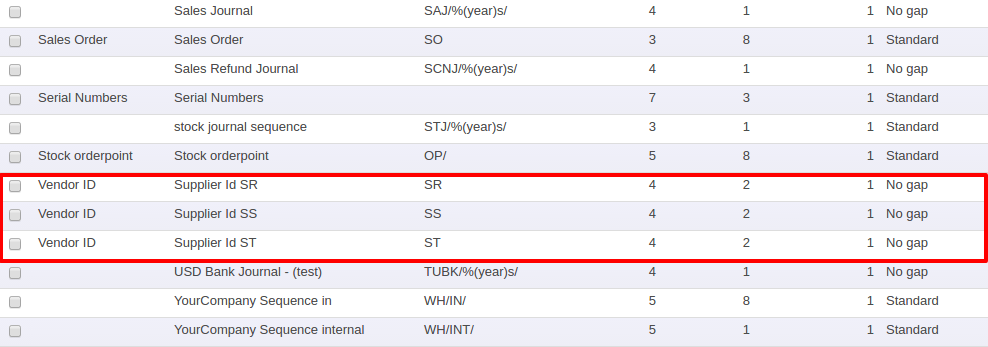 Sales Journal SAJ/%(year)s/ 4 1 1 No gap
Sales Order Sales Order SO 3 8 1 Standard
Sales Refund Journal SCNJ/%(year)s/ 4 1 1 No gap
Serial Numbers Serial Numbers 7 3 1 Standard
stock journal sequence STJ/%(year)s/ 3 1 1 Standard
Stock orderpoint Stock orderpoint OP/ 5 8 1 Standard
Vendor ID Supplier Id SR SR 4 2 1 No gap
Vendor ID Supplier Id SS SS 4 2 1 No gap
Vendor ID Supplier Id ST ST 4 2 1 No gap
USD Bank Journal - (test) TUBK/%(year)s/ 4 1 1 No gap
YourCompany Sequence in WH/IN/ 5 8 1 Standard
YourCompany Sequence internal WH/INT/ 5 1 1 Standard